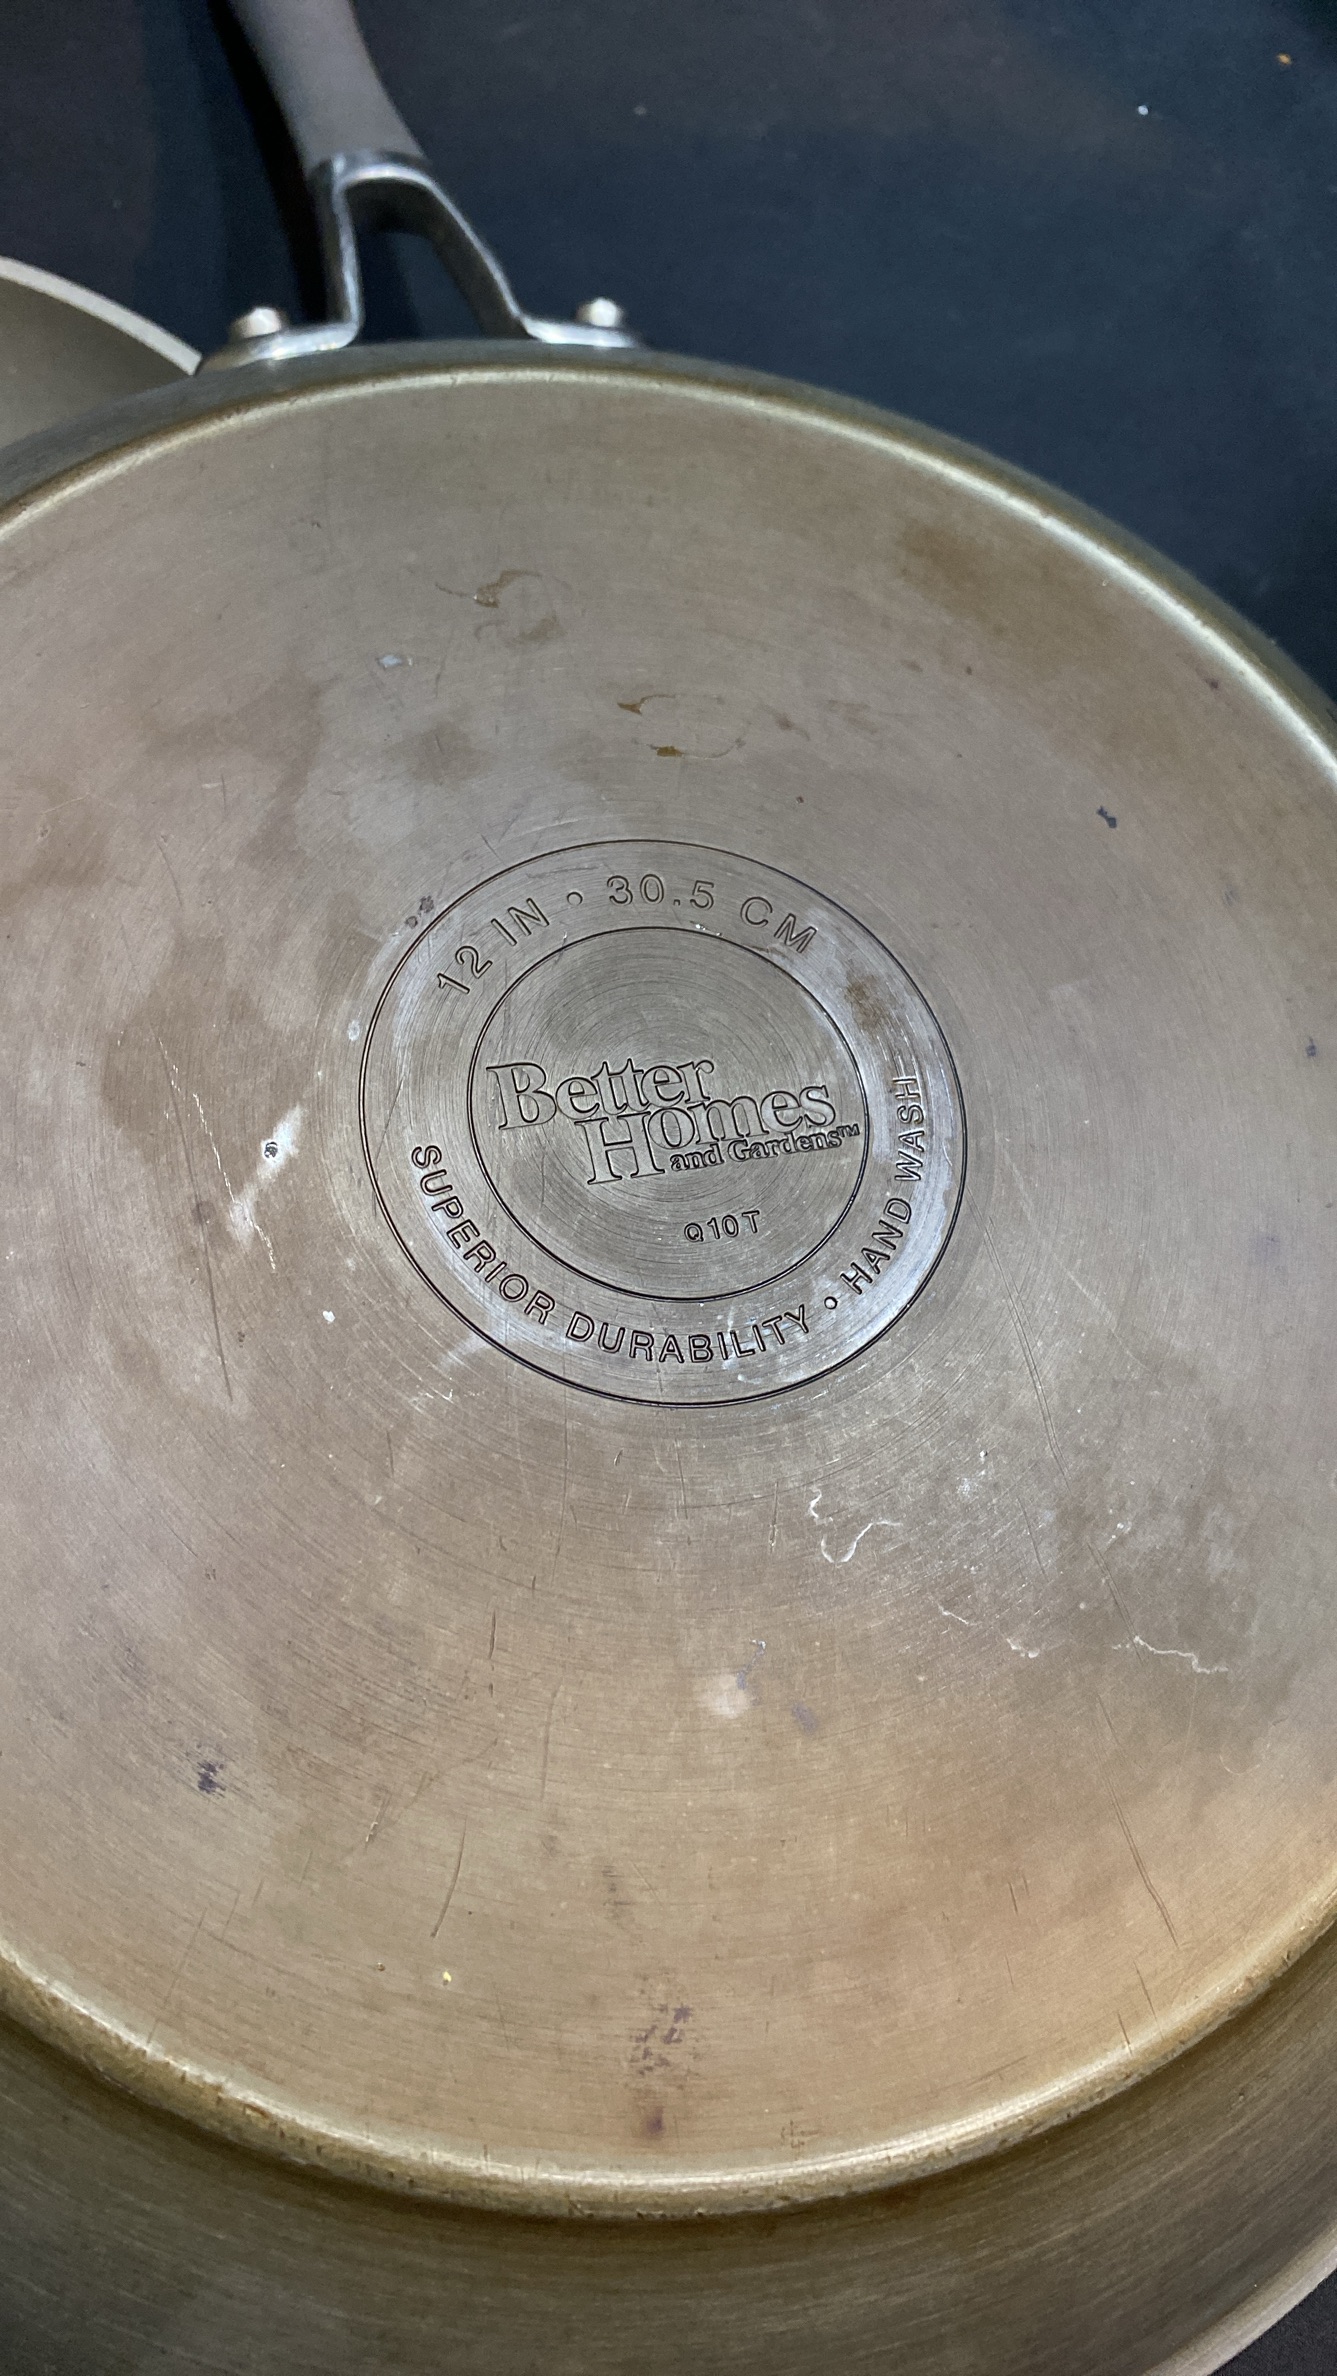 12 IN • 30.5 CM
Better
Homes
and Gardens™
Q10T
SUPERIOR DURABILITY • HAND WASH